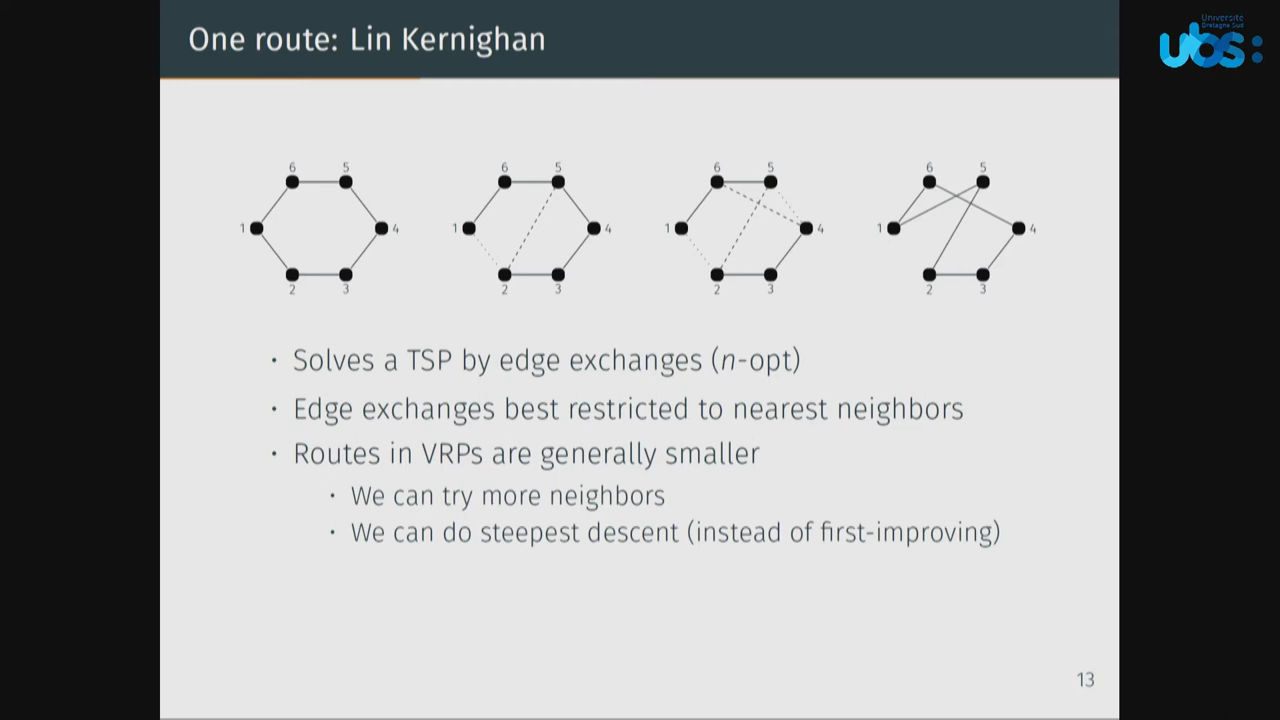 One route: Lin Kernighan
Université
Bretagne Sud
ubs:
6 5 6 5 6 5 6 5
1 4 1 4 1 4 1 4
2 3 2 3 2 3 2 3
· Solves a TSP by edge exchanges (n-opt)
· Edge exchanges best restricted to nearest neighbors
· Routes in VRPs are generally smaller
· We can try more neighbors
· We can do steepest descent (instead of first-improving)
13